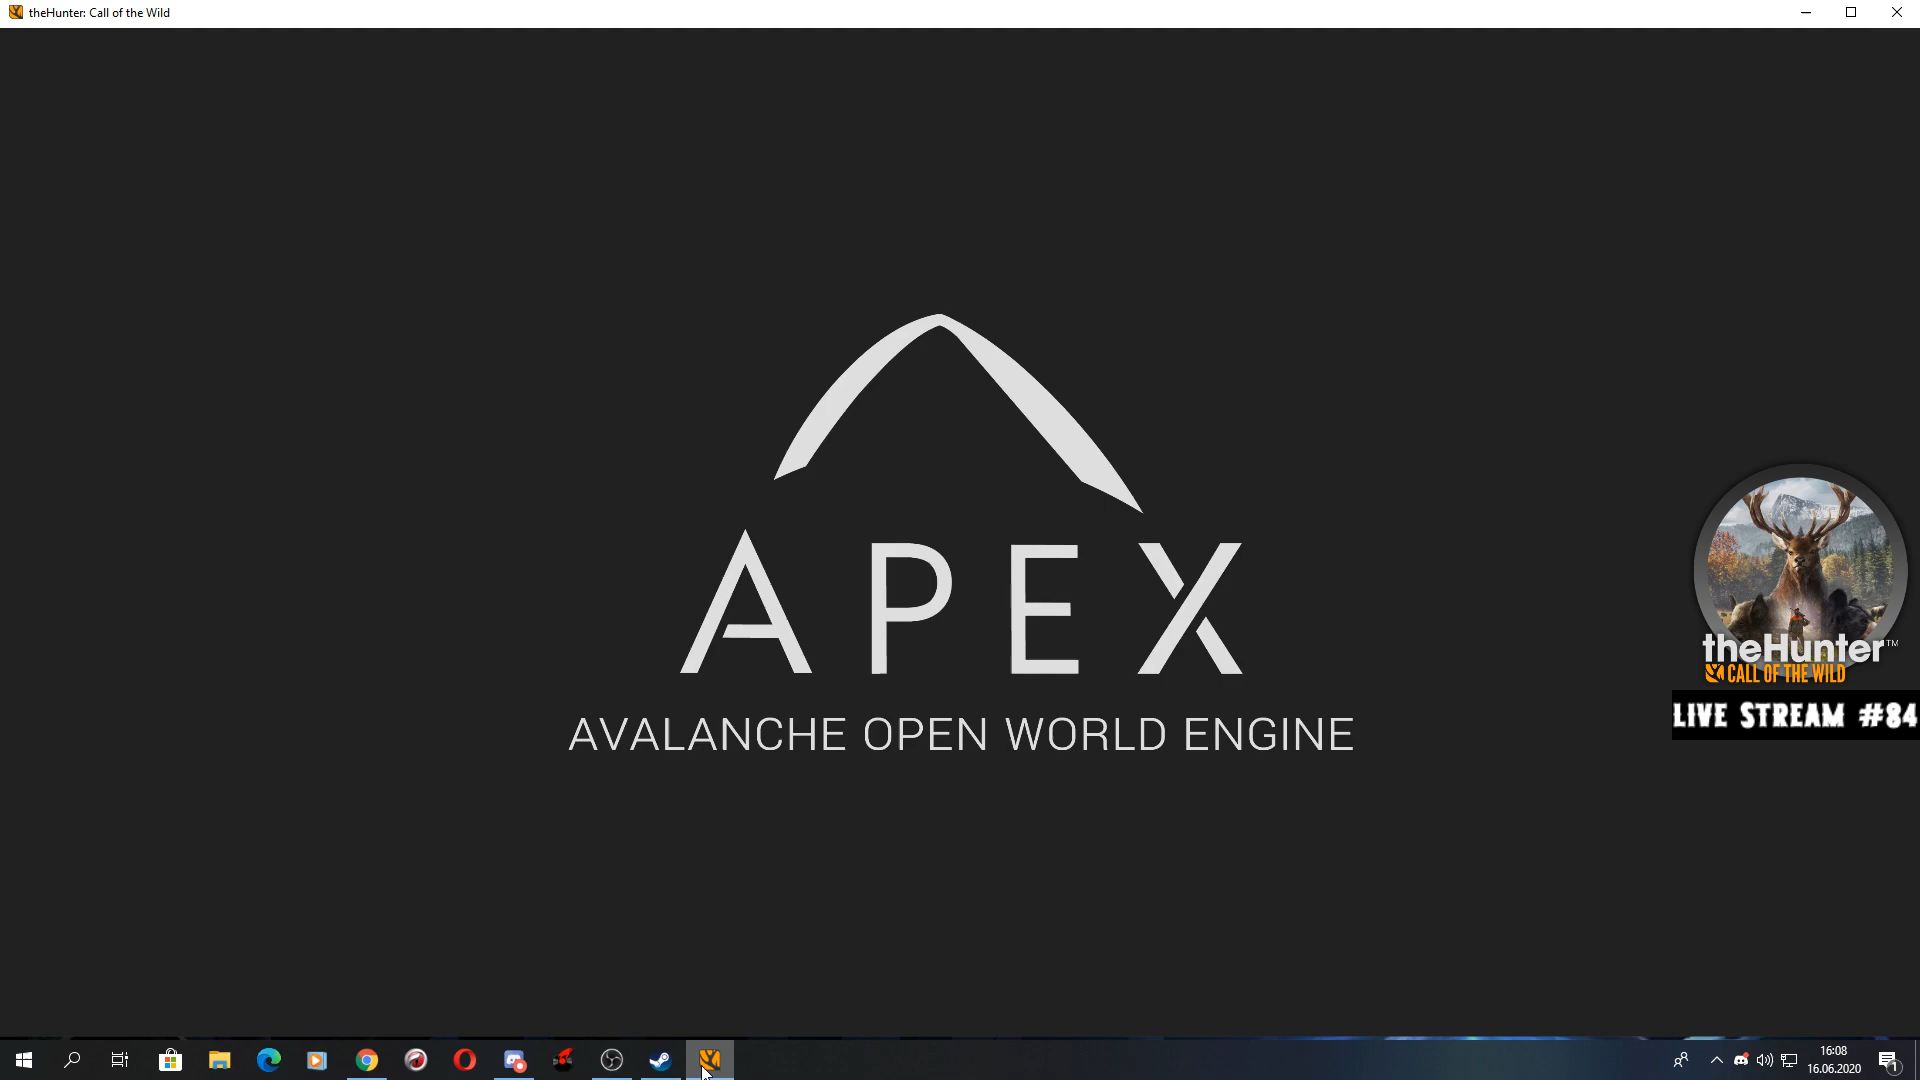 theHunter: Call of the Wild
APEX
AVALANCHE OPEN WORLD ENGINE
theHunter™
CALL OF THE WILD
LIVE STREAM #84
16:08
16.06.2020
1